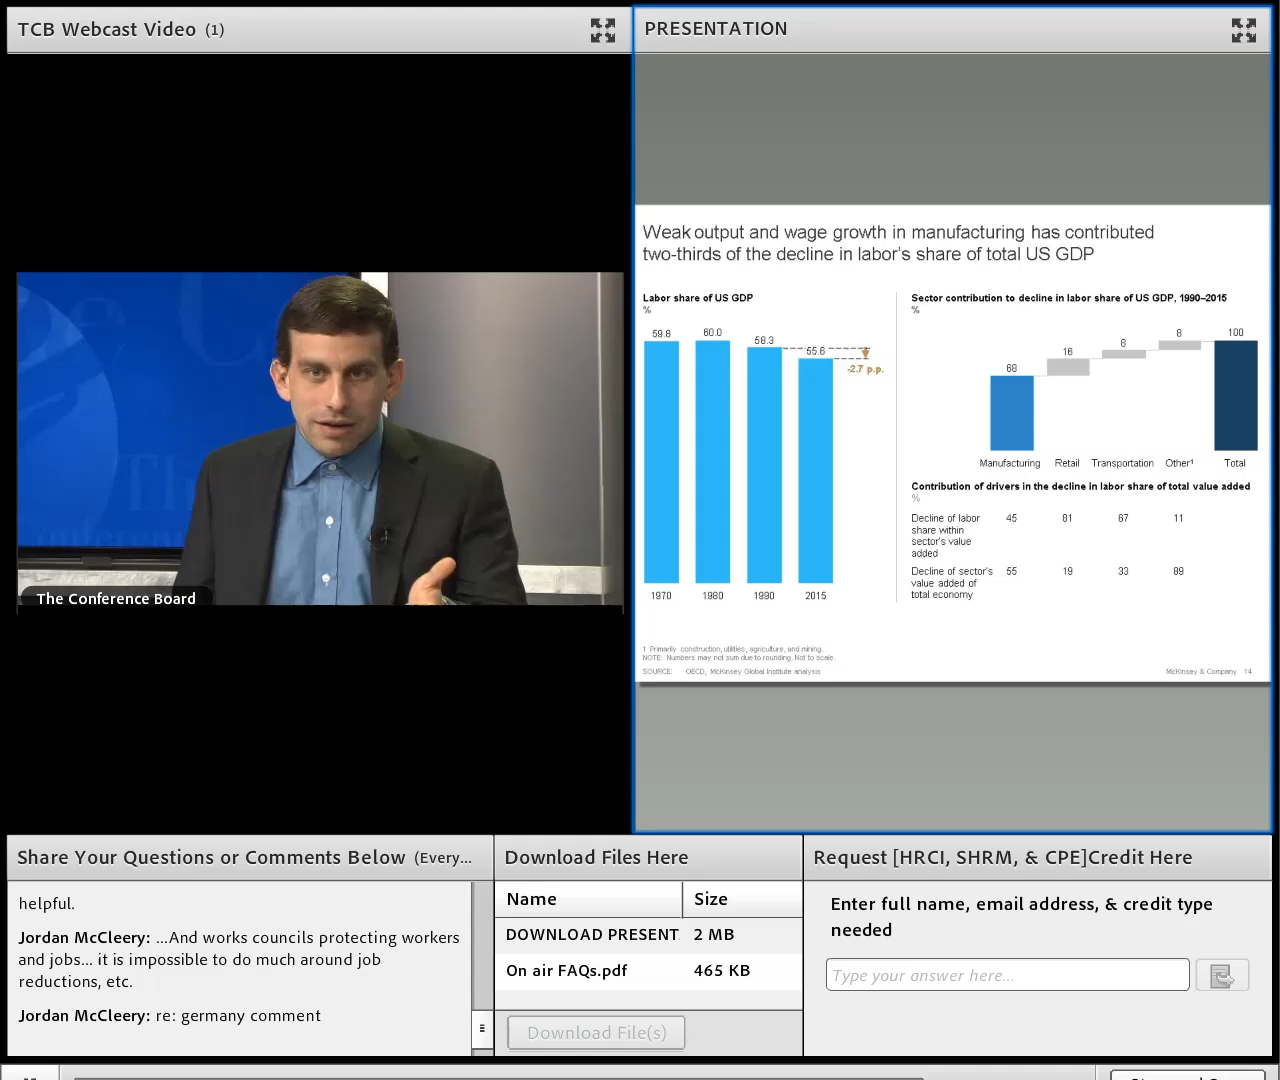 TCB Webcast Video (1)
The Conference Board
PRESENTATION
Weak output and wage growth in manufacturing has contributed
two-thirds of the decline in labor's share of total US GDP
Labor share of US GDP
%
59.8 60.0 58.3 55.6
-2.7 p.p.
1970 1980 1990 2015
Sector contribution to decline in labor share of US GDP, 1990–2015
%
68 16 8 8 100
Manufacturing Retail Transportation Other¹ Total
Contribution of drivers in the decline in labor share of total value added
%
Decline of labor 45 81 67 11
share within
sector's value
added
Decline of sector's 55 19 33 89
value added of
total economy
1 Primarily construction, utilities, agriculture, and mining.
NOTE: Numbers may not sum due to rounding. Not to scale.
SOURCE: OECD, McKinsey Global Institute analysis
McKinsey & Company 14
Share Your Questions or Comments Below (Every...
helpful.
Jordan McCleery: ...And works councils protecting workers
and jobs... it is impossible to do much around job
reductions, etc.
Jordan McCleery: re: germany comment
Download Files Here
Name Size
DOWNLOAD PRESENT 2 MB
On air FAQs.pdf 465 KB
Download File(s)
Request [HRCI, SHRM, & CPE]Credit Here
Enter full name, email address, & credit type
needed
Type your answer here...